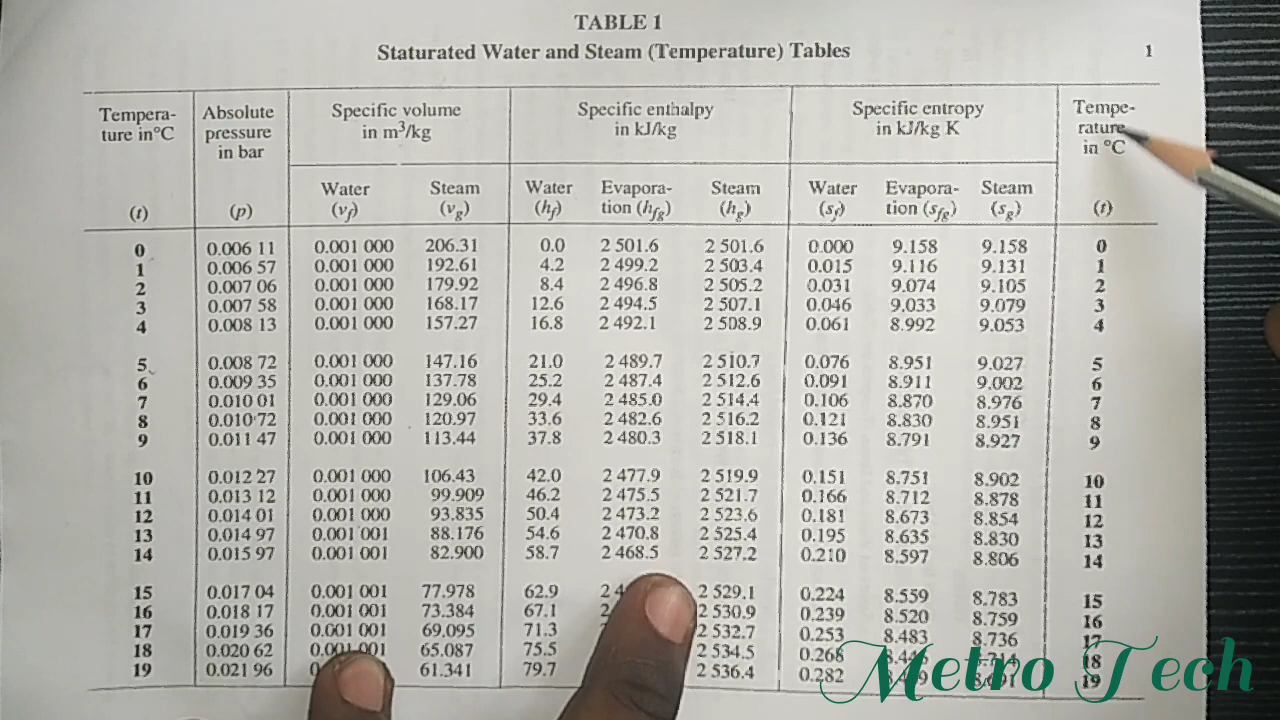 TABLE 1
Staturated Water and Steam (Temperature) Tables 1
Tempera- Absolute Specific volume Specific enthalpy Specific entropy Tempe-
ture in°C pressure in m³/kg in kJ/kg in kJ/kg K rature
in bar in °C
Water Steam Water Evapora- Steam Water Evapora- Steam
(t) (p) (vf) (vg) (hf) tion (hfg) (hg) (sf) tion (sfg) (sg) (t)
0 0.006 11 0.001 000 206.31 0.0 2 501.6 2 501.6 0.000 9.158 9.158 0
1 0.006 57 0.001 000 192.61 4.2 2 499.2 2 503.4 0.015 9.116 9.131 1
2 0.007 06 0.001 000 179.92 8.4 2 496.8 2 505.2 0.031 9.074 9.105 2
3 0.007 58 0.001 000 168.17 12.6 2 494.5 2 507.1 0.046 9.033 9.079 3
4 0.008 13 0.001 000 157.27 16.8 2 492.1 2 508.9 0.061 8.992 9.053 4
5 0.008 72 0.001 000 147.16 21.0 2 489.7 2 510.7 0.076 8.951 9.027 5
6 0.009 35 0.001 000 137.78 25.2 2 487.4 2 512.6 0.091 8.911 9.002 6
7 0.010 01 0.001 000 129.06 29.4 2 485.0 2 514.4 0.106 8.870 8.976 7
8 0.010 72 0.001 000 120.97 33.6 2 482.6 2 516.2 0.121 8.830 8.951 8
9 0.011 47 0.001 000 113.44 37.8 2 480.3 2 518.1 0.136 8.791 8.927 9
10 0.012 27 0.001 000 106.43 42.0 2 477.9 2 519.9 0.151 8.751 8.902 10
11 0.013 12 0.001 000 99.909 46.2 2 475.5 2 521.7 0.166 8.712 8.878 11
12 0.014 01 0.001 000 93.835 50.4 2 473.2 2 523.6 0.181 8.673 8.854 12
13 0.014 97 0.001 001 88.176 54.6 2 470.8 2 525.4 0.195 8.635 8.830 13
14 0.015 97 0.001 001 82.900 58.7 2 468.5 2 527.2 0.210 8.597 8.806 14
15 0.017 04 0.001 001 77.978 62.9 2 529.1 0.224 8.559 8.783 15
16 0.018 17 0.001 001 73.384 67.1 2 530.9 0.239 8.520 8.759 16
17 0.019 36 0.001 001 69.095 71.3 2 532.7 0.253 8.483 8.736 17
18 0.020 62 0.001 001 65.087 75.5 2 534.5 0.268 18
19 0.021 96 61.341 79.7 2 536.4 0.282 19
Metro Tech